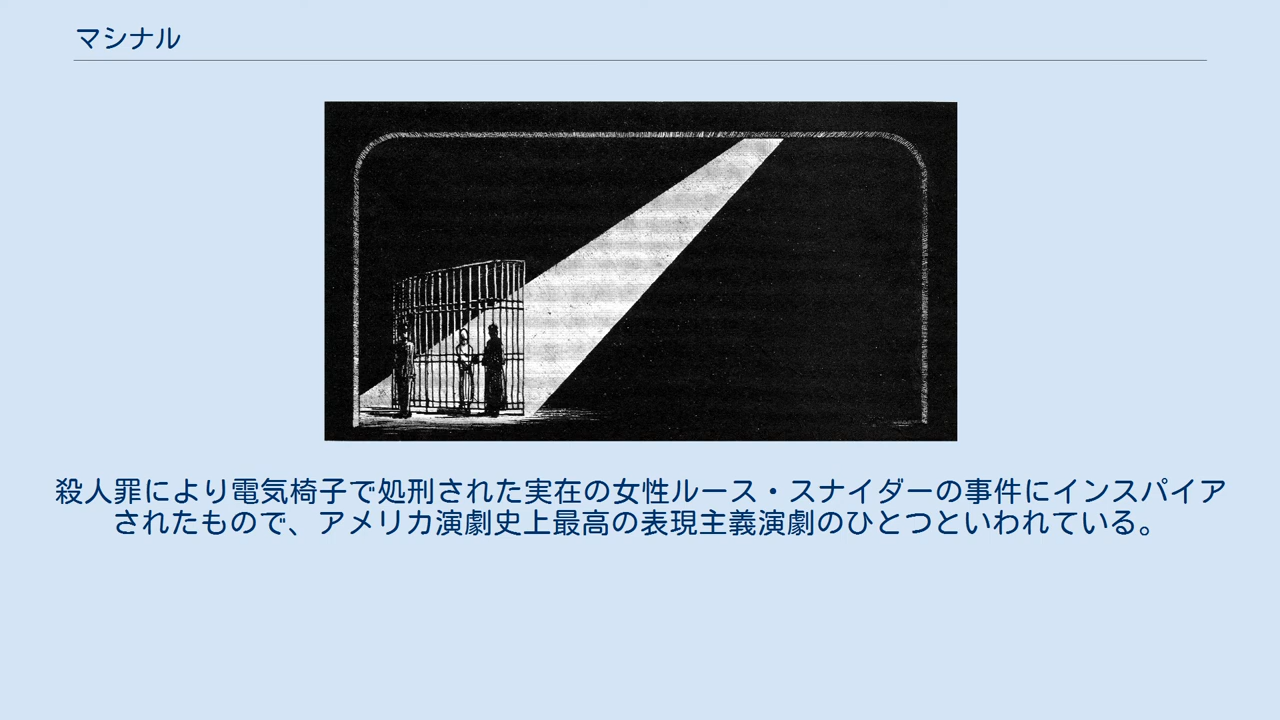 マシナル
殺人罪により電気椅子で処刑された実在の女性ルース・スナイダーの事件にインスパイア
されたもので、アメリカ演劇史上最高の表現主義演劇のひとつといわれている。